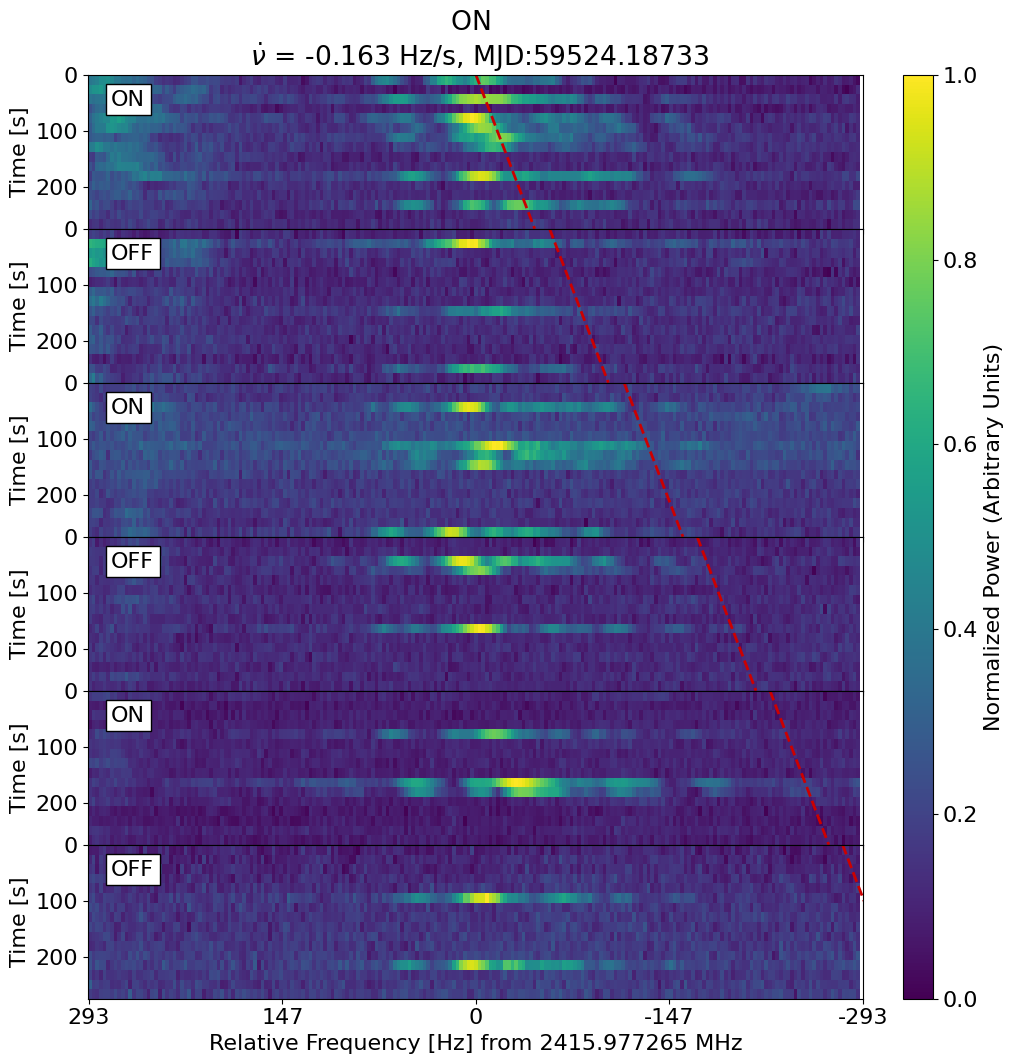 ON
ν̇ = -0.163 Hz/s, MJD:59524.18733
0
100
200
Time [s]
ON
0
100
200
Time [s]
OFF
0
100
200
Time [s]
ON
0
100
200
Time [s]
OFF
0
100
200
Time [s]
ON
0
100
200
Time [s]
OFF
293 147 0 -147 -293
Relative Frequency [Hz] from 2415.977265 MHz
1.0
0.8
0.6
0.4
0.2
0.0
Normalized Power (Arbitrary Units)